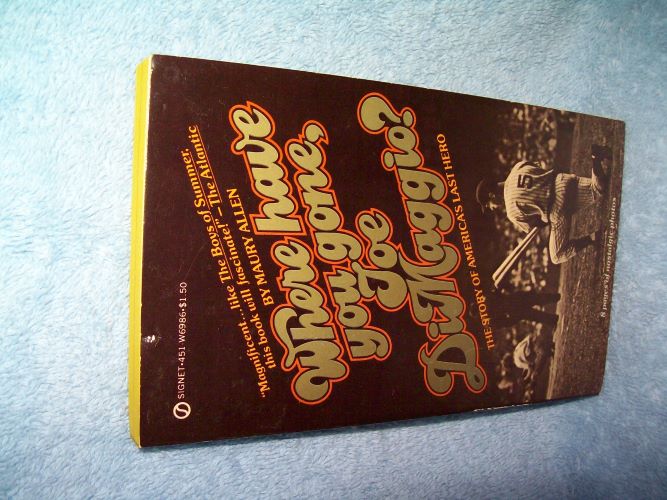 SIGNET•451 W6986•$1.50
"Magnificent...like The Boys of Summer,
this book will fascinate!"—The Atlantic
BY MAURY ALLEN
Where have
you gone,
Joe
DiMaggio?
THE STORY OF AMERICA'S LAST HERO
5
8 pages of nostalgic photos